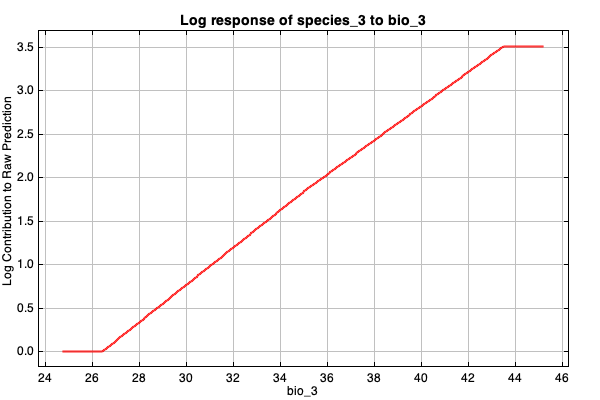 Log response of species_3 to bio_3
Log Contribution to Raw Prediction
3.5
3.0
2.5
2.0
1.5
1.0
0.5
0.0
24 26 28 30 32 34 36 38 40 42 44 46
bio_3